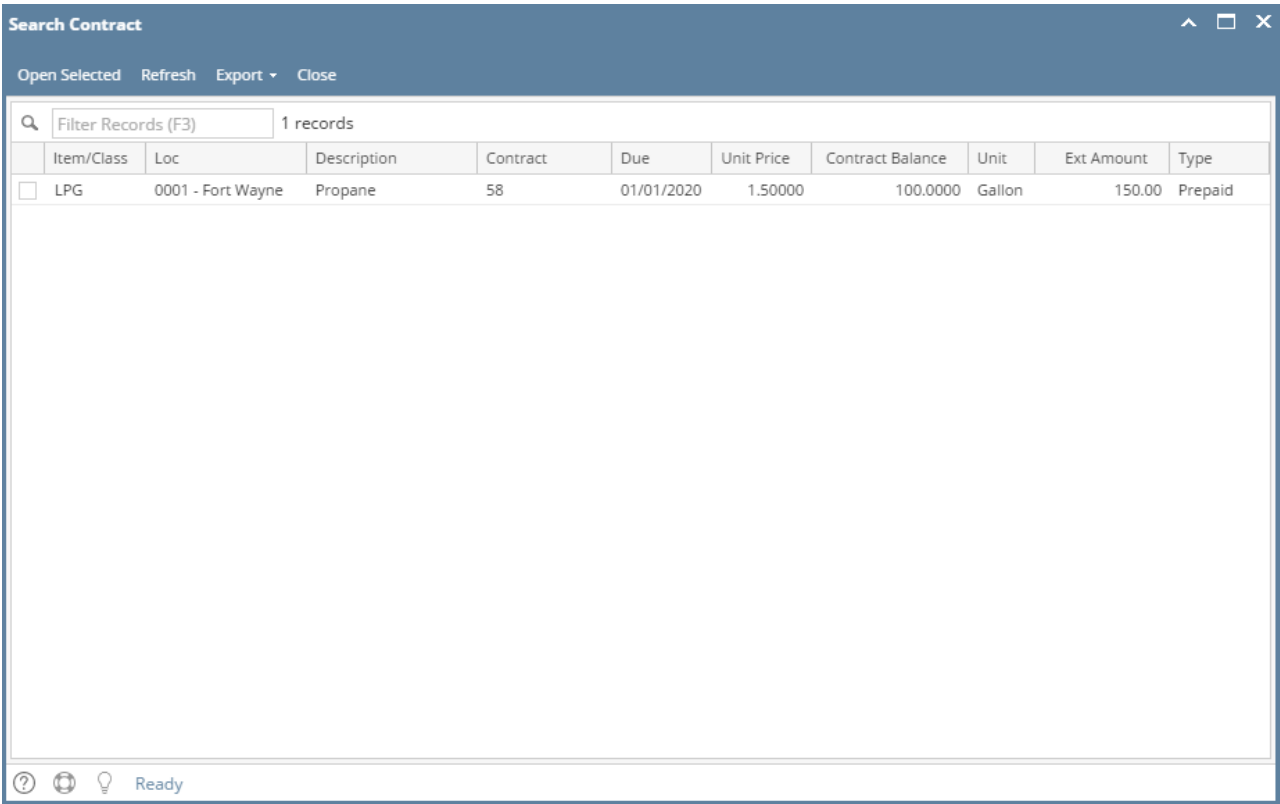 Search Contract
Open Selected Refresh Export Close
Filter Records (F3) 1 records
Item/Class Loc Description Contract Due Unit Price Contract Balance Unit Ext Amount Type
LPG 0001 - Fort Wayne Propane 58 01/01/2020 1.50000 100.0000 Gallon 150.00 Prepaid
Ready